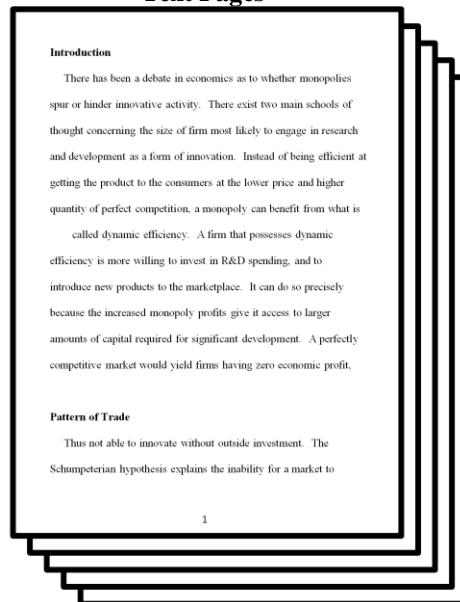 Text Pages
Introduction
There has been a debate in economics as to whether monopolies
spur or hinder innovative activity. There exist two main schools of
thought concerning the size of firm most likely to engage in research
and development as a form of innovation. Instead of being efficient at
getting the product to the consumers at the lower price and higher
quantity of perfect competition, a monopoly can benefit from what is
called dynamic efficiency. A firm that possesses dynamic
efficiency is more willing to invest in R&D spending, and to
introduce new products to the marketplace. It can do so precisely
because the increased monopoly profits give it access to larger
amounts of capital required for significant development. A perfectly
competitive market would yield firms having zero economic profit,
Pattern of Trade
Thus not able to innovate without outside investment. The
Schumpeterian hypothesis explains the inability for a market to
1